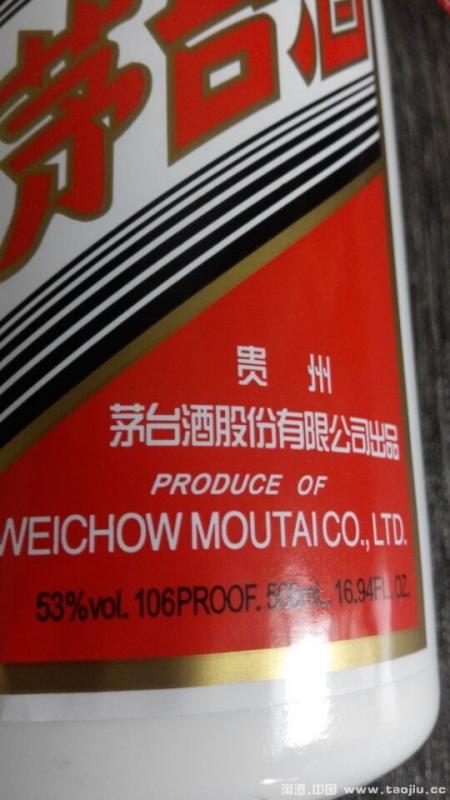 茅台酒
贵 州
茅台酒股份有限公司出品
PRODUCE OF
WEICHOW MOUTAI CO., LTD.
53%vol. 106PROOF. 500mL. 16.94FL.OZ.
淘酒.中国 www.taojiu.cc